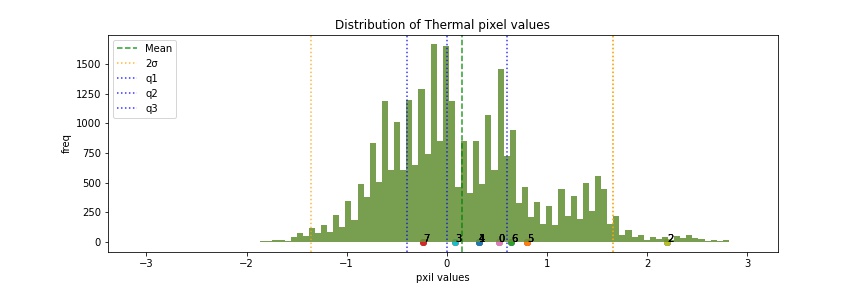 Distribution of Thermal pixel values
Mean
2σ
q1
q2
q3
freq
1500
1250
1000
750
500
250
0
7 3 4 0 6 5 2
−3 −2 −1 0 1 2 3
pxil values